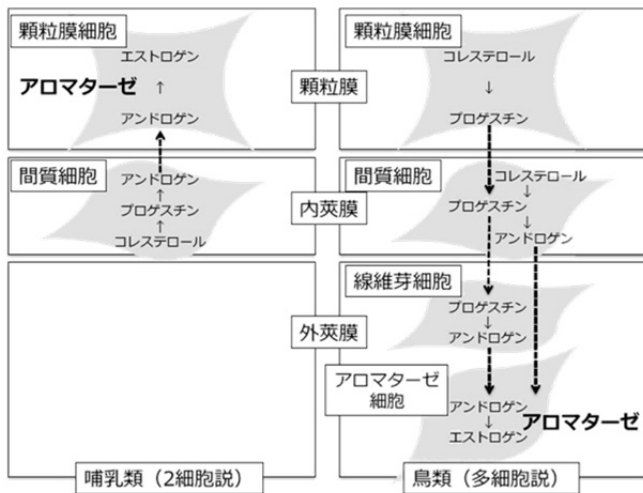 顆粒膜細胞
エストロゲン
アロマターゼ
↑
アンドロゲン
顆粒膜
顆粒膜細胞
コレステロール
↓
プロゲスチン
間質細胞
アンドロゲン
↑
プロゲスチン
↑
コレステロール
内莢膜
間質細胞
コレステロール
↓
プロゲスチン
↓
アンドロゲン
外莢膜
線維芽細胞
プロゲスチン
↓
アンドロゲン
アロマターゼ
細胞
アンドロゲン
↓
エストロゲン
アロマターゼ
哺乳類（2細胞説）
鳥類（多細胞説）